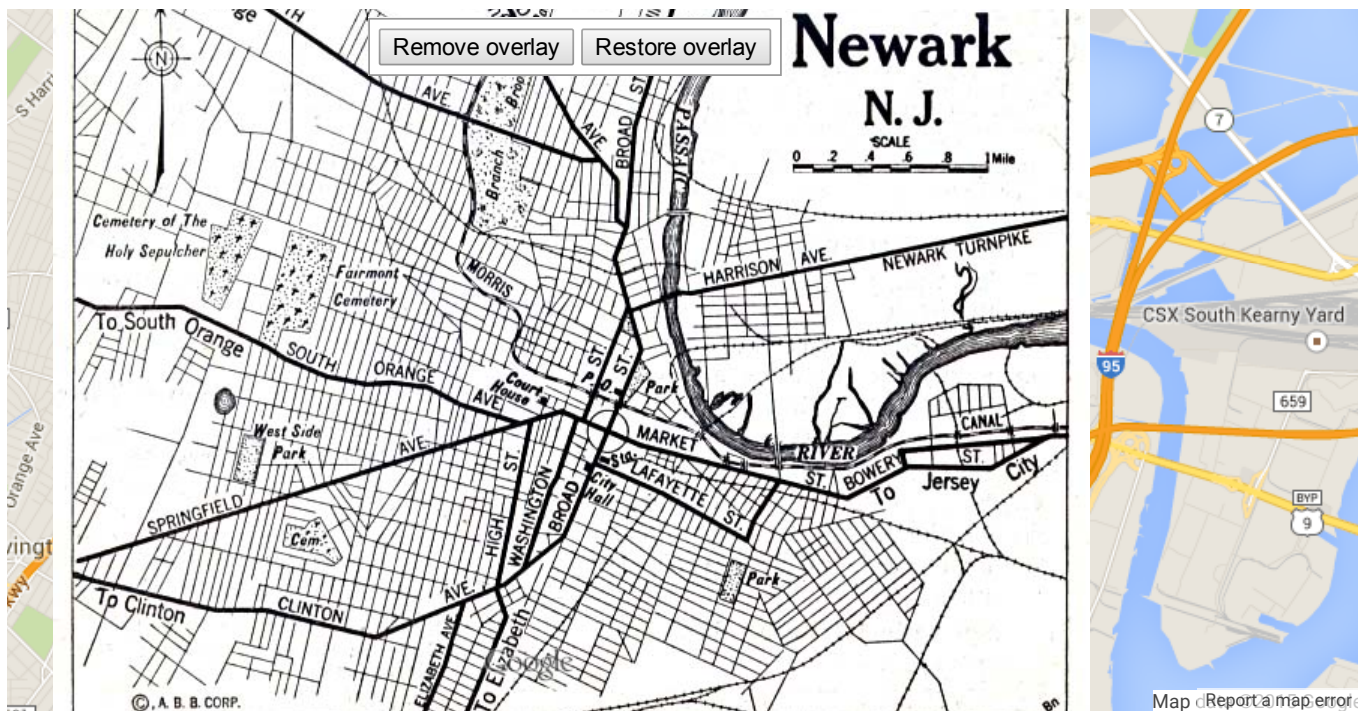 Remove overlay
Restore overlay
Newark
N. J.
SCALE
0 .2 .4 .6 .8 1 Mile
N
S Harri
Orange
AVE.
Broo
Branch
AVE
BROAD ST.
PASSAIC
7
Cemetery of The
Holy Sepulcher
Fairmont
Cemetery
MORRIS
HARRISON AVE.
NEWARK TURNPIKE
To South Orange
SOUTH ORANGE AVE.
ST.
ST.
P.O.
Park
Court
House
CSX South Kearny Yard
95
659
West Side
Park
Orange Ave
MARKET ST.
RIVER
CANAL ST.
BOWERY
To Jersey City
SPRINGFIELD AVE.
HIGH ST.
WASHINGTON
BROAD
Sta.
City
Hall
LAFAYETTE ST.
BYP
9
Cem.
vingt
kwy
Park
To Clinton
CLINTON AVE.
ELIZABETH AVE.
To Elizabeth
Google
©, A. B. B. CORP.
Bn
Map
Report a map error